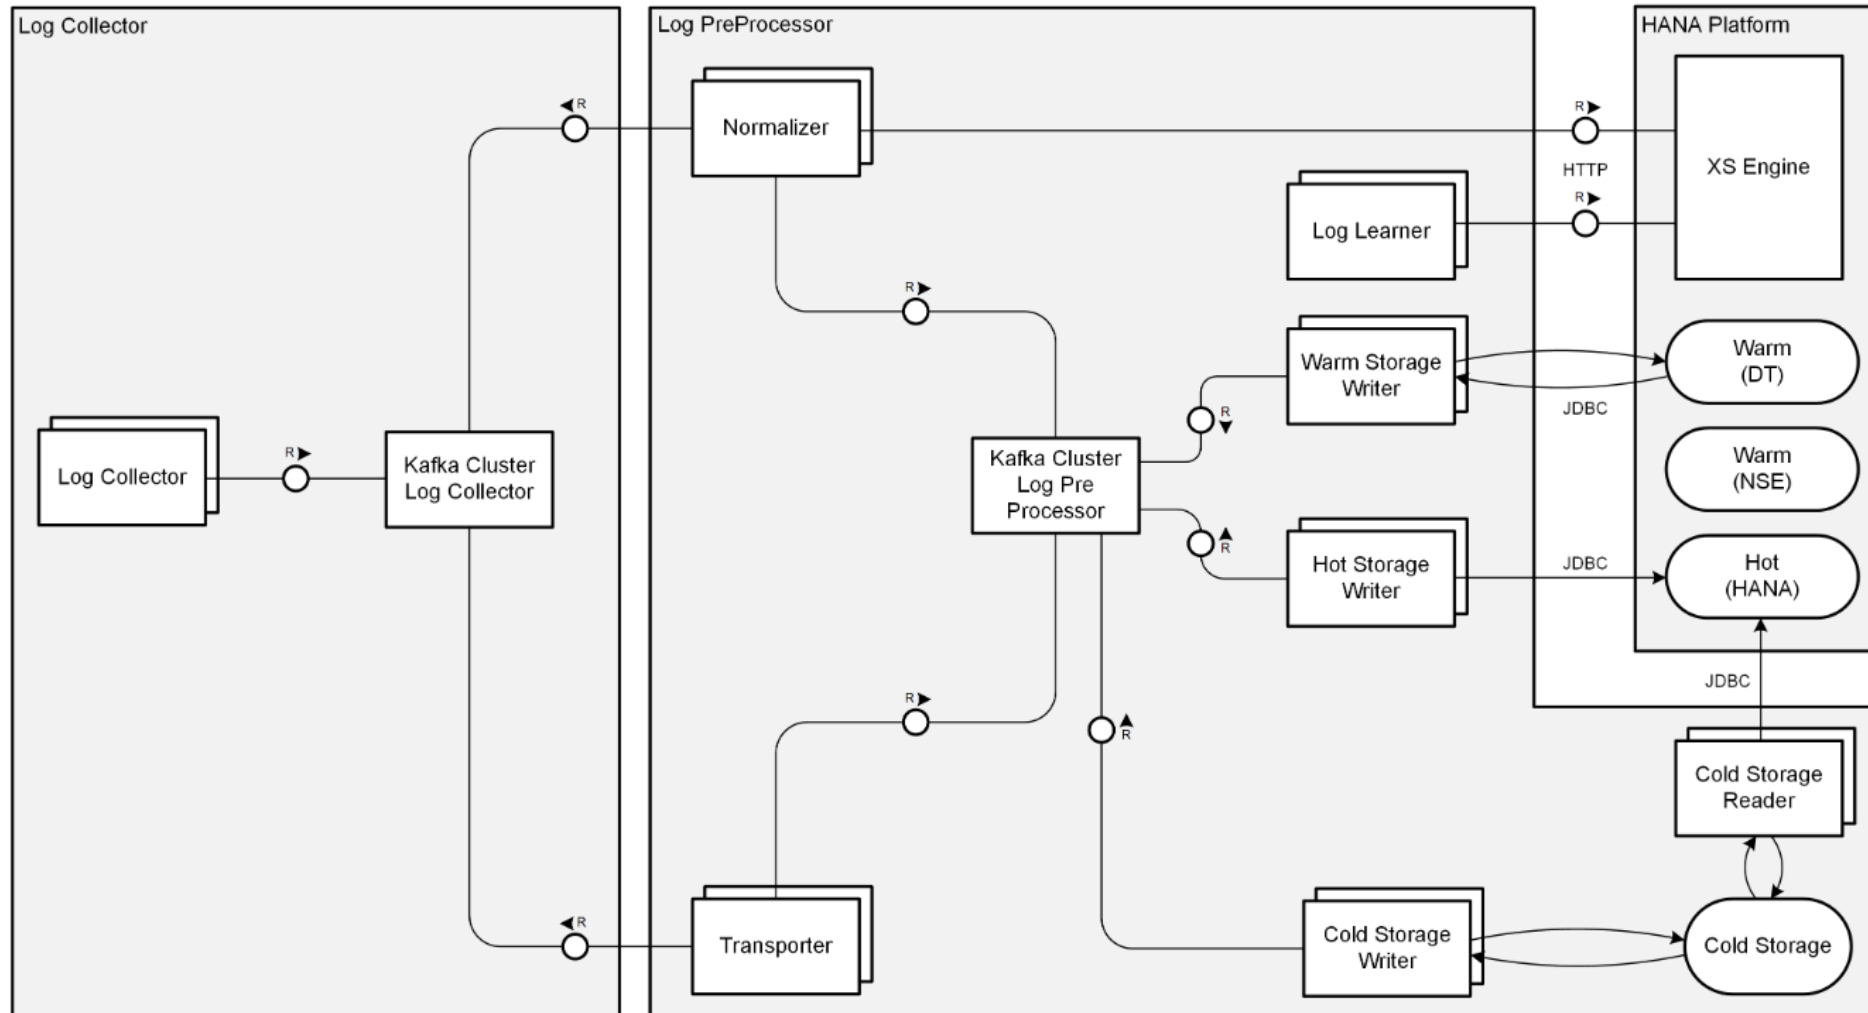 Log Collector
Log PreProcessor
HANA Platform
R
Normalizer
R
XS Engine
HTTP
R
Log Learner
R
Warm Storage
Writer
Warm
(DT)
JDBC
R
Log Collector
R
Kafka Cluster
Log Collector
Kafka Cluster
Log Pre
Processor
Warm
(NSE)
R
Hot Storage
Writer
JDBC
Hot
(HANA)
JDBC
R
R
Cold Storage
Reader
R
Transporter
Cold Storage
Writer
Cold Storage